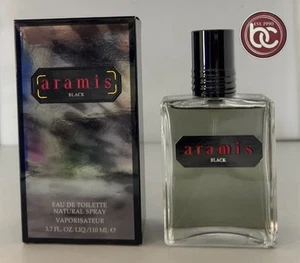 EST. 1990
bc
aramis
BLACK
EAU DE TOILETTE
NATURAL SPRAY
VAPORISATEUR
3.7 FL. OZ. LIQ./110 ML ℮
aramis
BLACK